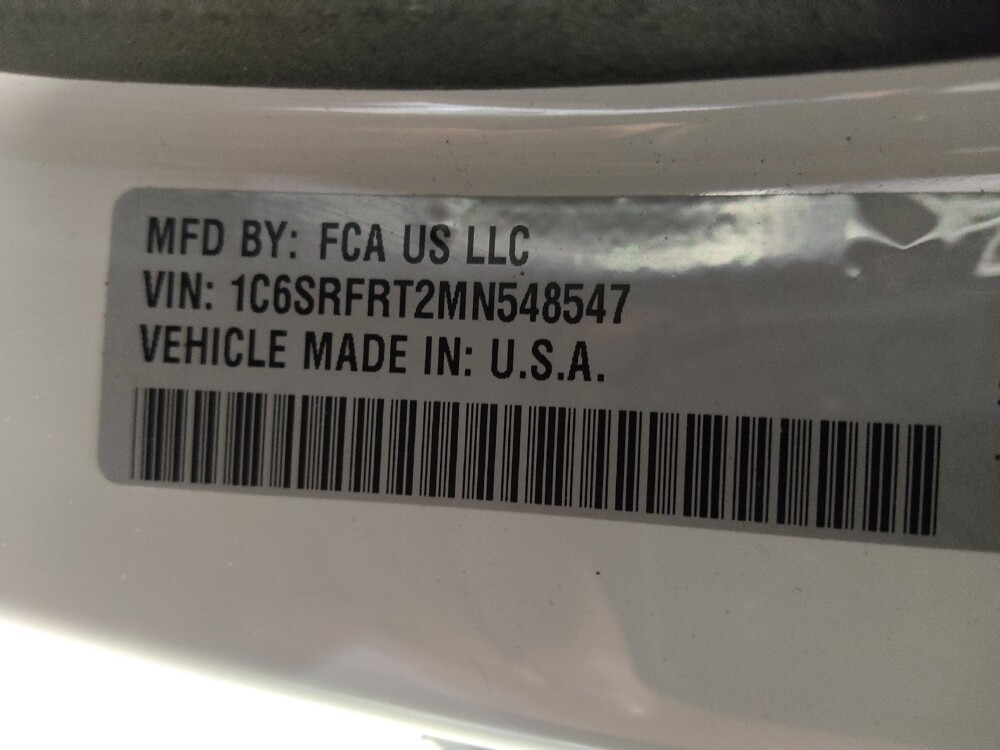 MFD BY: FCA US LLC
VIN: 1C6SRFRT2MN548547
VEHICLE MADE IN: U.S.A.